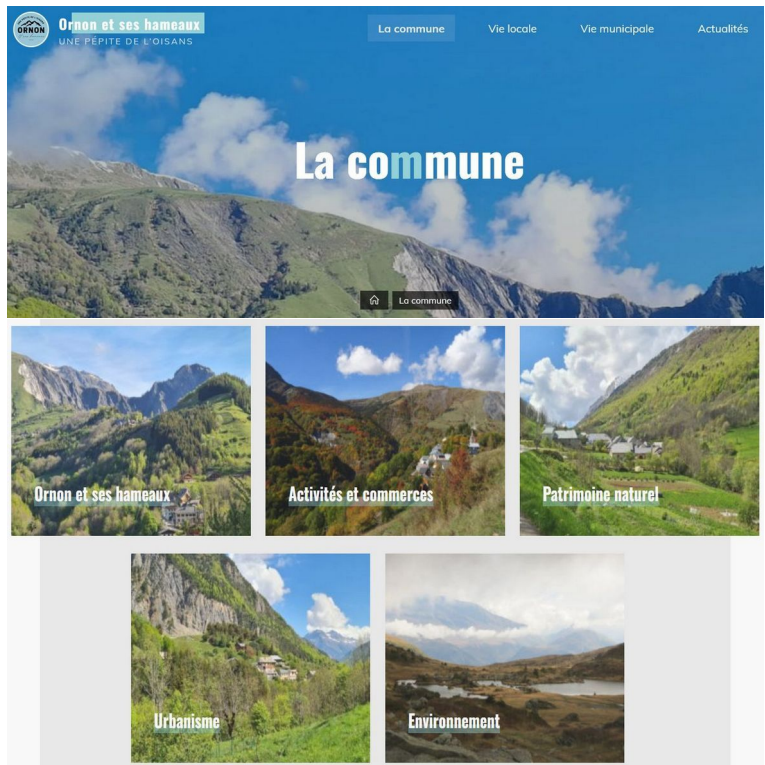 ORNON
Ornon et ses hameaux
UNE PÉPITE DE L'OISANS
La commune
Vie locale
Vie municipale
Actualités
La commune
La commune
Ornon et ses hameaux
Activités et commerces
Patrimoine naturel
Urbanisme
Environnement